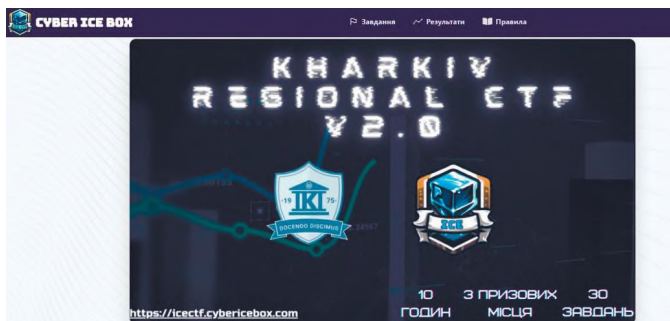 CYBER ICE BOX
Завдання
Результати
Правила
KHARKIV
REGIONAL CTF
V2.0
19 ІКІ 75
DOCENDO DISCIMUS
ICE
10 ГОДИН
3 ПРИЗОВИХ МІСЦЯ
30 ЗАВДАНЬ
https://icectf.cybericebox.com